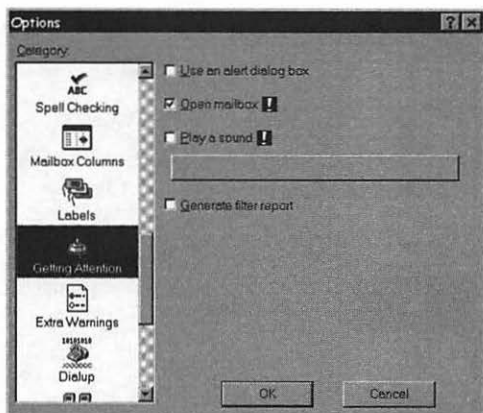 Options
Category:
ABC
Spell Checking
Mailbox Columns
Labels
Getting Attention
Extra Warnings
10101010
Dialup
Use an alert dialog box
Open mailbox
Play a sound
Generate filter report
OK
Cancel